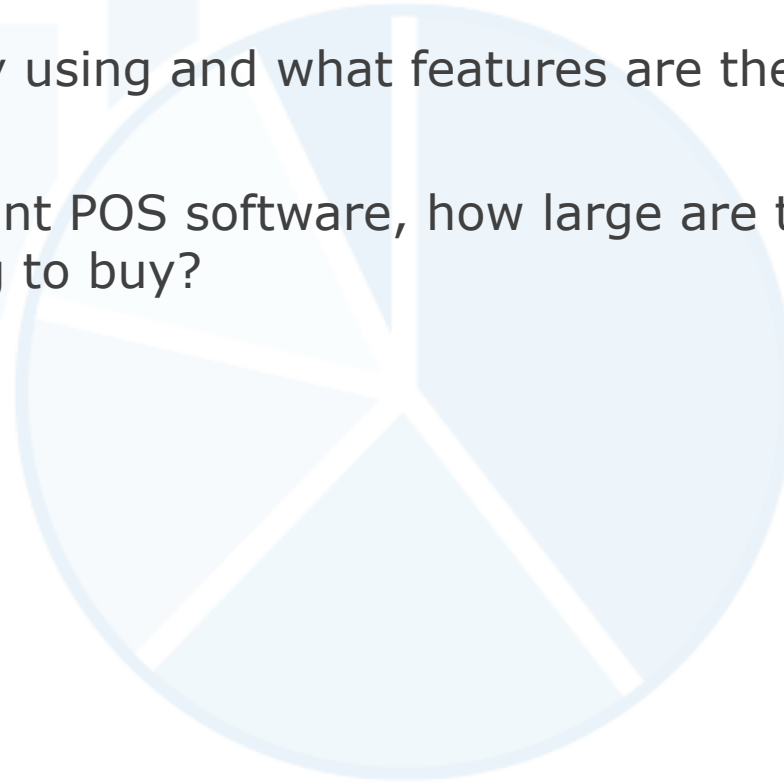 using and what features are the
nt POS software, how large are t
to buy?